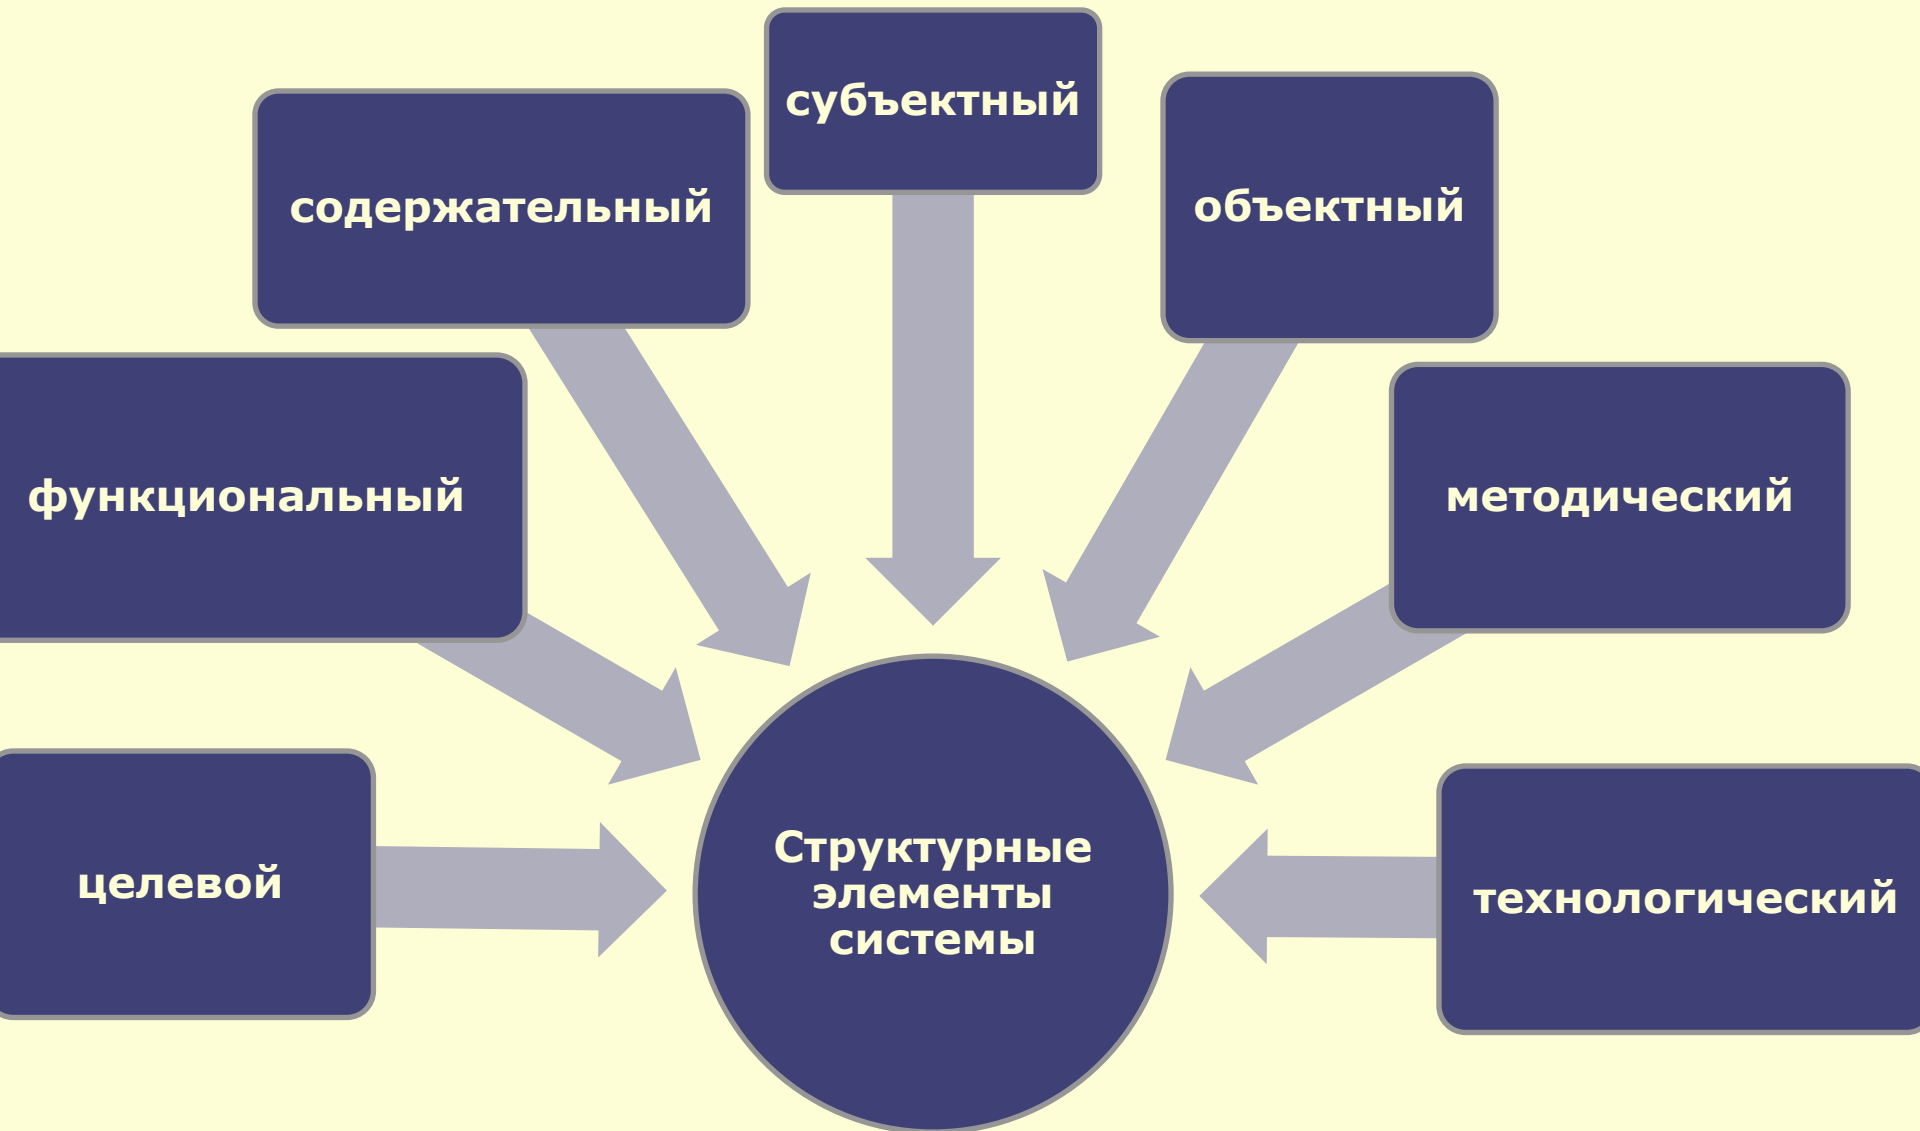 субъектный
содержательный
объектный
функциональный
методический
целевой
Структурные
элементы
системы
технологический